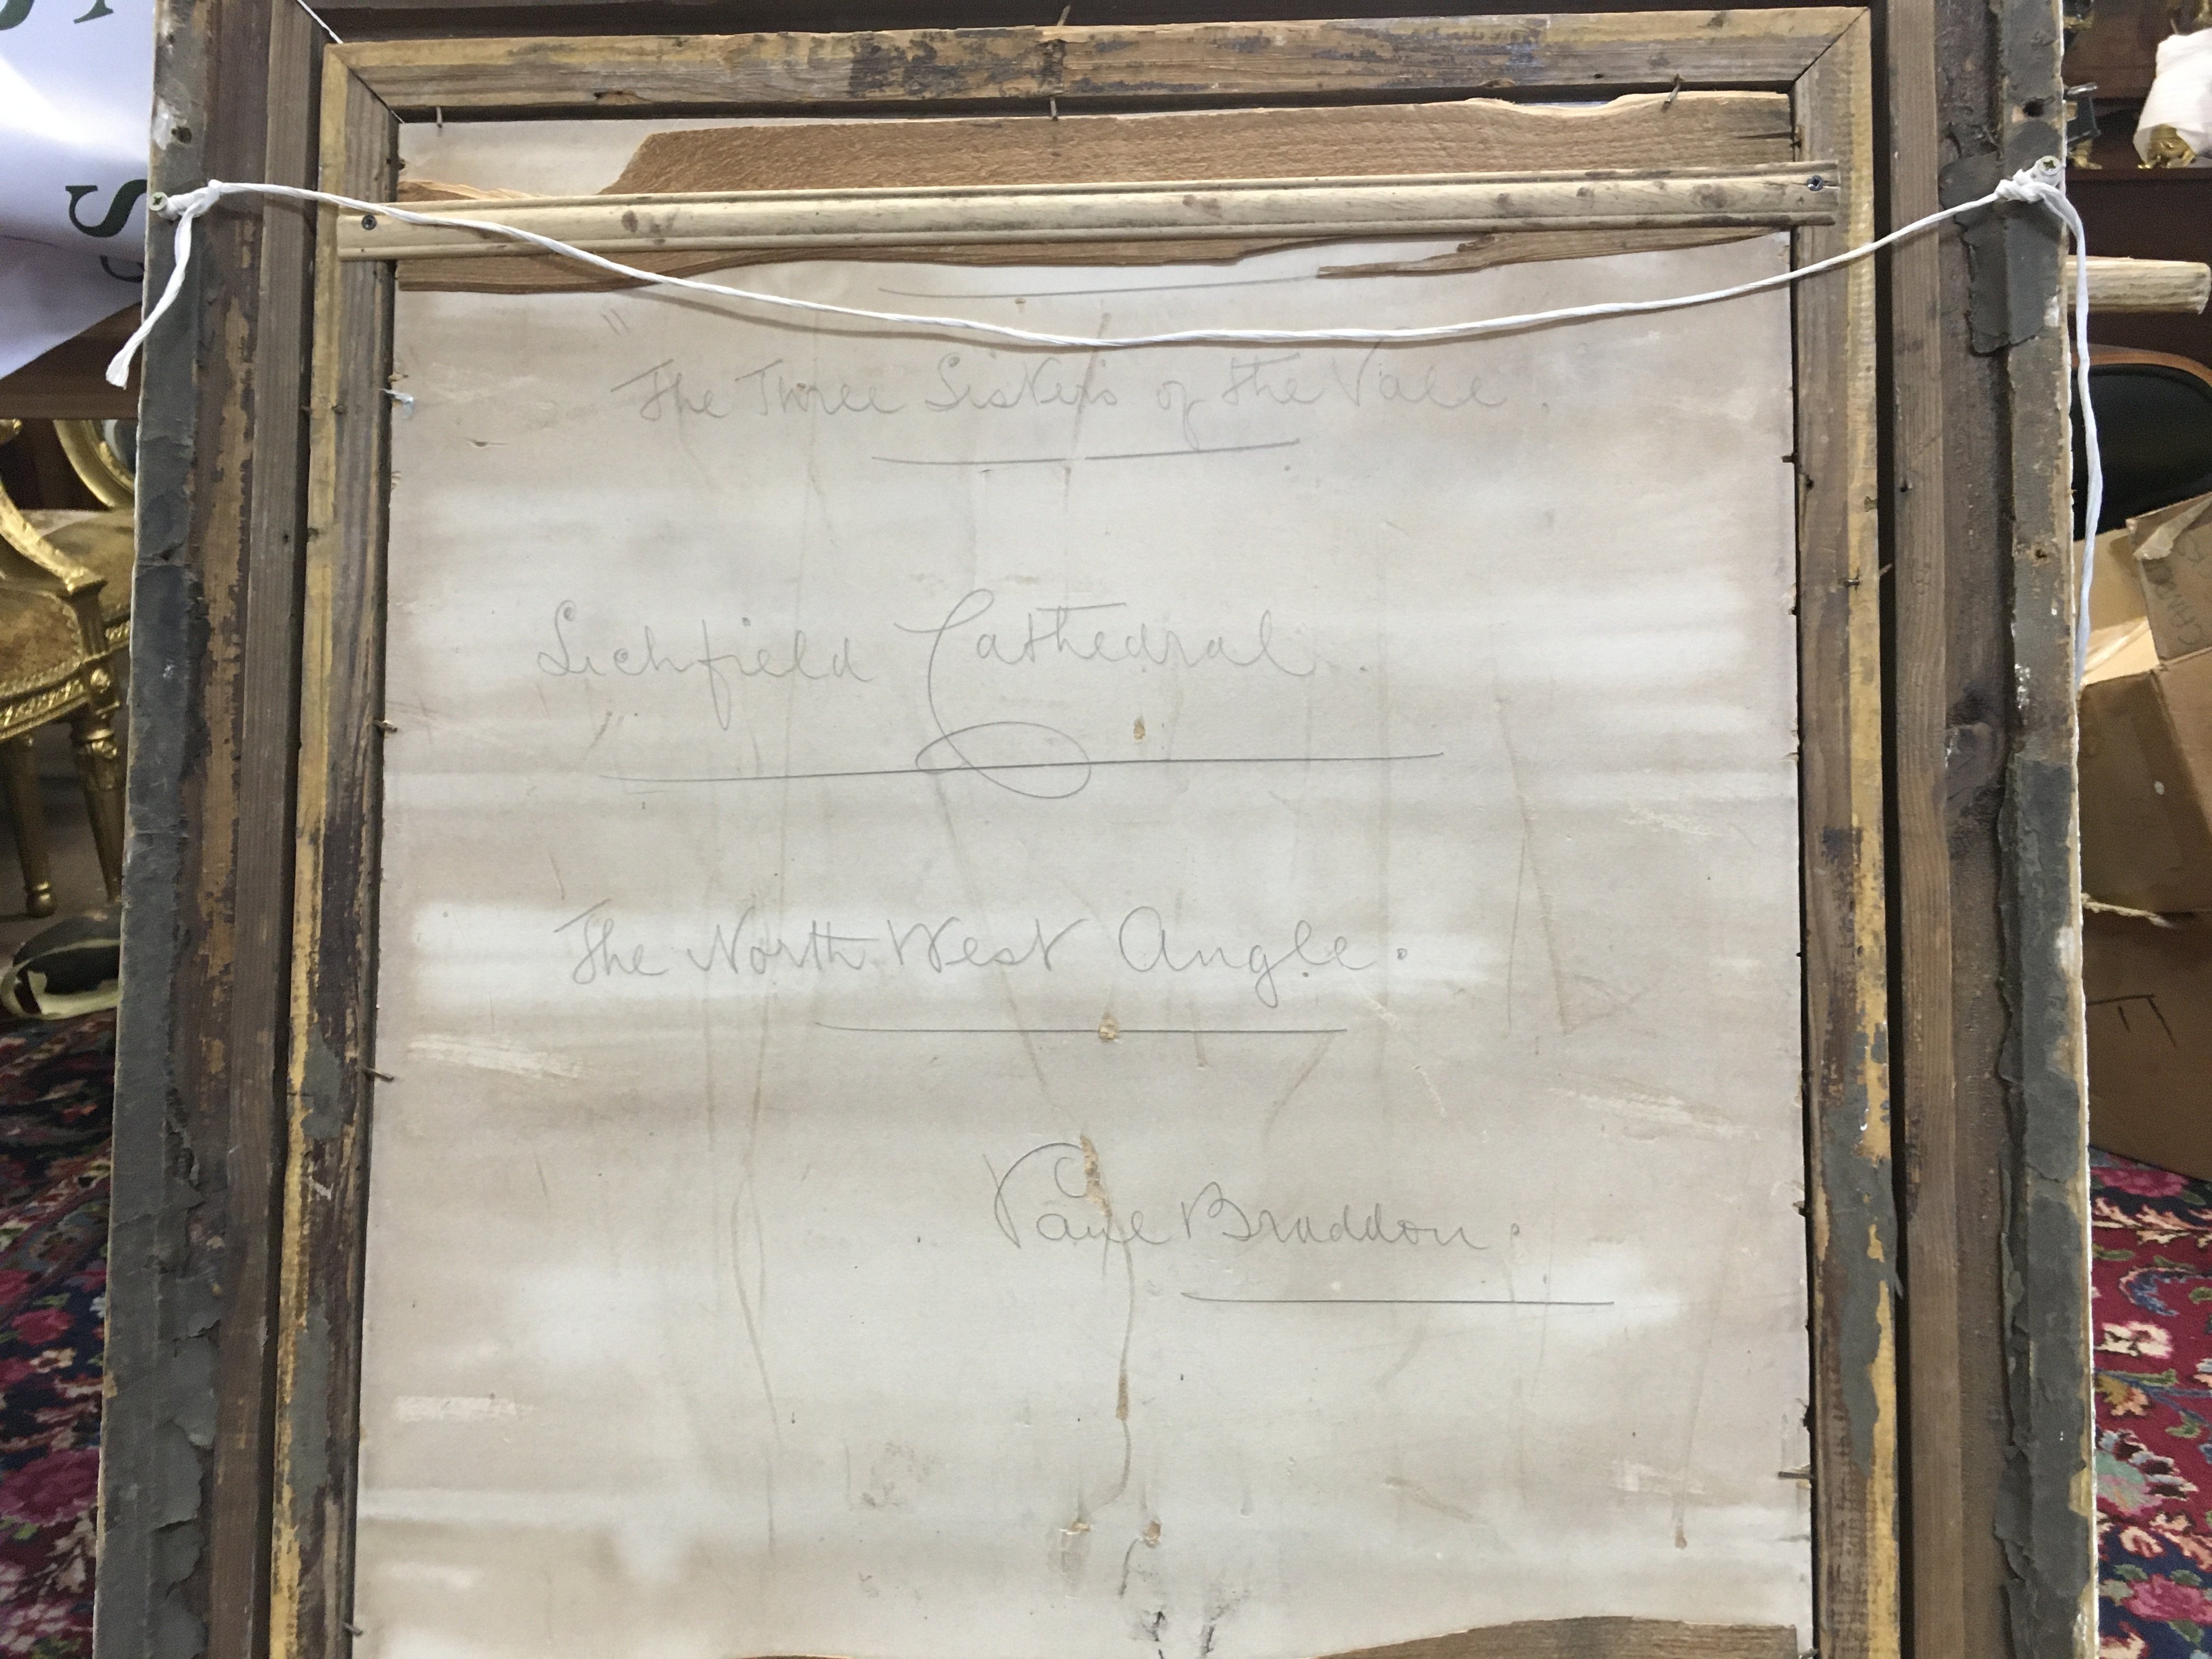 "The Three Sisters of the Vale.
Lichfield Cathedral.
The North West Angle.
Paul Braddon.